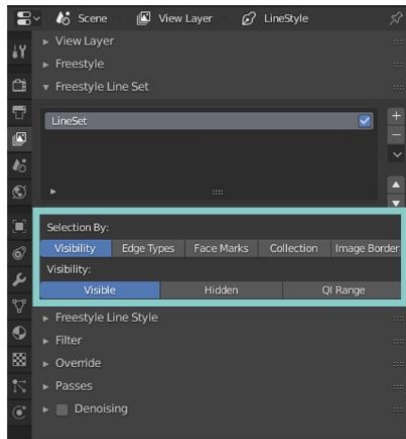 Scene View Layer LineStyle
View Layer
Freestyle
Freestyle Line Set
LineSet
Selection By:
Visibility Edge Types Face Marks Collection Image Border
Visibility:
Visible Hidden QI Range
Freestyle Line Style
Filter
Override
Passes
Denoising